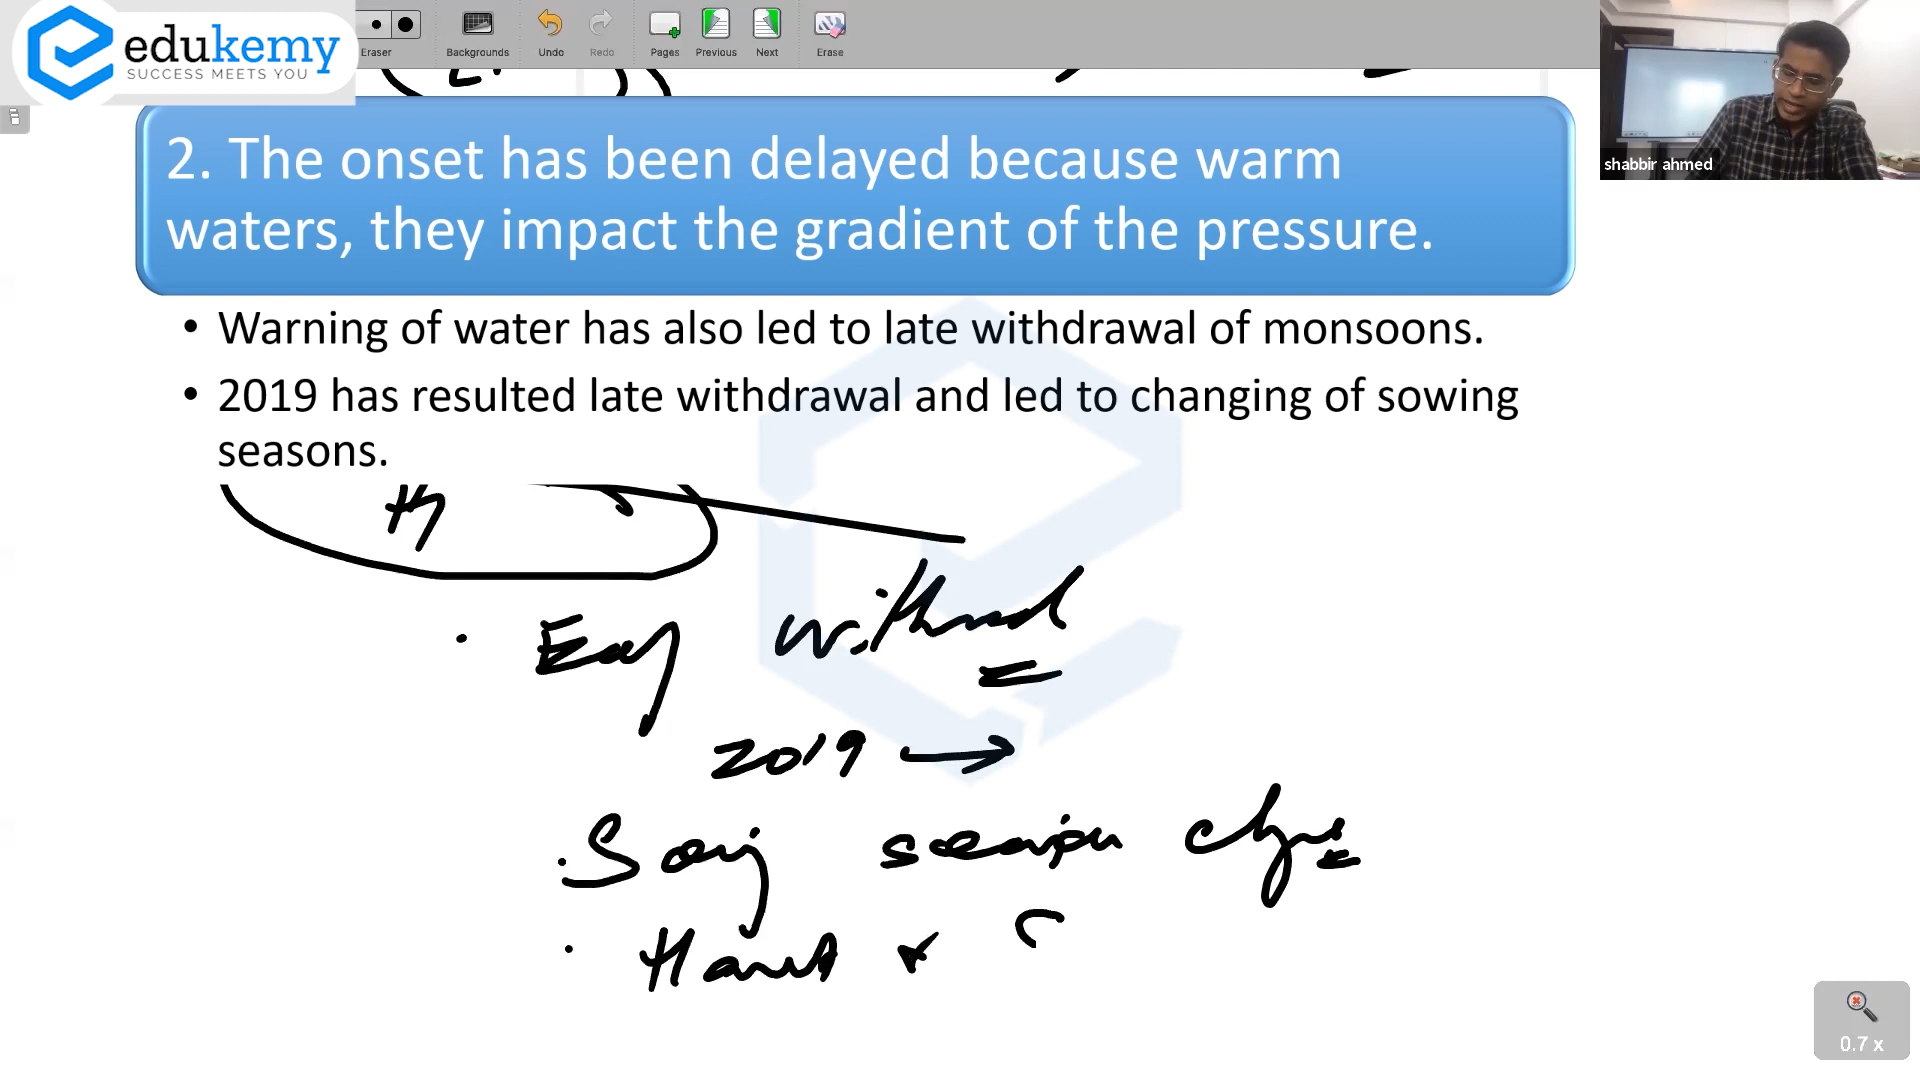 edukemy
SUCCESS MEETS YOU
Eraser
Backgrounds
Undo
Redo
Pages
Previous
Next
Erase
shabbir ahmed
2. The onset has been delayed because warm
waters, they impact the gradient of the pressure.
• Warning of water has also led to late withdrawal of monsoons.
• 2019 has resulted late withdrawal and led to changing of sowing
seasons.
2019 →
0.7 x